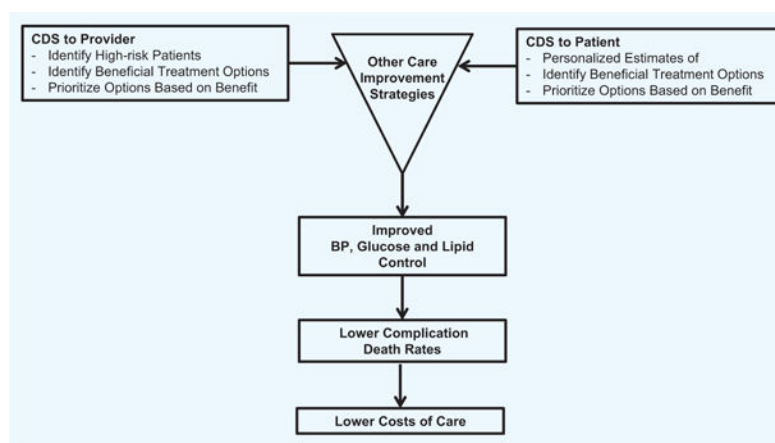 CDS to Provider
- Identify High-risk Patients
- Identify Beneficial Treatment Options
- Prioritize Options Based on Benefit
Other Care
Improvement
Strategies
CDS to Patient
- Personalized Estimates of
- Identify Beneficial Treatment Options
- Prioritize Options Based on Benefit
Improved
BP, Glucose and Lipid
Control
Lower Complication
Death Rates
Lower Costs of Care